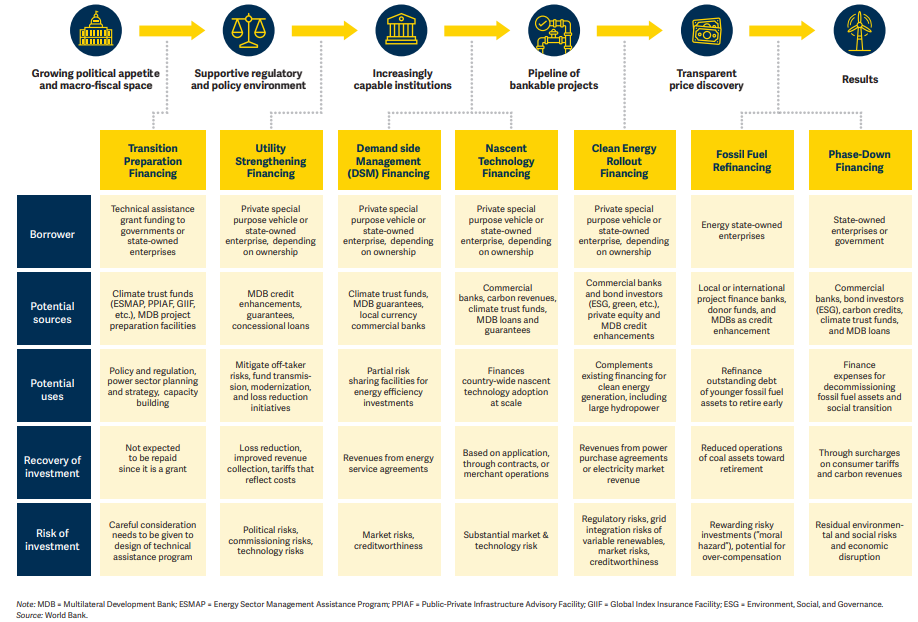 Growing political appetite
and macro-fiscal space
Supportive regulatory
and policy environment
Increasingly
capable institutions
Pipeline of
bankable projects
Transparent
price discovery
Results
Transition
Preparation
Financing
Utility
Strengthening
Financing
Demand side
Management
(DSM) Financing
Nascent
Technology
Financing
Clean Energy
Rollout
Financing
Fossil Fuel
Refinancing
Phase-Down
Financing
Borrower
Technical assistance
grant funding to
governments or
state-owned
enterprises
Private special
purpose vehicle or
state-owned
enterprise, depending
on ownership
Private special
purpose vehicle or
state-owned
enterprise, depending
on ownership
Private special
purpose vehicle or
state-owned
enterprise, depending
on ownership
Private special
purpose vehicle or
state-owned
enterprise, depending
on ownership
Energy state-owned
enterprises
State-owned
enterprises or
government
Potential
sources
Climate trust funds
(ESMAP, PPIAF, GIIF,
etc.), MDB project
preparation facilities
MDB credit
enhancements,
guarantees,
concessional loans
Climate trust funds,
MDB guarantees,
local currency
commercial banks
Commercial
banks, carbon revenues,
climate trust funds,
MDB loans and
guarantees
Commercial banks
and bond investors
(ESG, green, etc.),
private equity and
MDB credit
enhancements
Local or international
project finance banks,
donor funds, and
MDBs as credit
enhancement
Commercial
banks, bond investors
(ESG), carbon credits,
climate trust funds,
and MDB loans
Potential
uses
Policy and regulation,
power sector planning
and strategy, capacity
building
Mitigate off-taker
risks, fund transmis-
sion, modernization,
and loss reduction
initiatives
Partial risk
sharing facilities for
energy efficiency
investments
Finances
country-wide nascent
technology adoption
at scale
Complements
existing financing for
clean energy
generation, including
large hydropower
Refinance
outstanding debt
of younger fossil fuel
assets to retire early
Finance
expenses for
decommissioning
fossil fuel assets and
social transition
Recovery of
investment
Not expected
to be repaid
since it is a grant
Loss reduction,
improved revenue
collection, tariffs that
reflect costs
Revenues from energy
service agreements
Based on application,
through contracts, or
merchant operations
Revenues from power
purchase agreements
or electricity market
revenue
Reduced operations
of coal assets toward
retirement
Through surcharges
on consumer tariffs
and carbon revenues
Risk of
investment
Careful consideration
needs to be given to
design of technical
assistance program
Political risks,
commissioning risks,
technology risks
Market risks,
creditworthiness
Substantial market &
technology risk
Regulatory risks, grid
integration risks of
variable renewables,
market risks,
creditworthiness
Rewarding risky
investments ("moral
hazard"), potential for
over-compensation
Residual environmen-
tal and social risks
and economic
disruption
Note: MDB = Multilateral Development Bank; ESMAP = Energy Sector Management Assistance Program; PPIAF = Public-Private Infrastructure Advisory Facility; GIIF = Global Index Insurance Facility; ESG = Environment, Social, and Governance.
Source: World Bank.